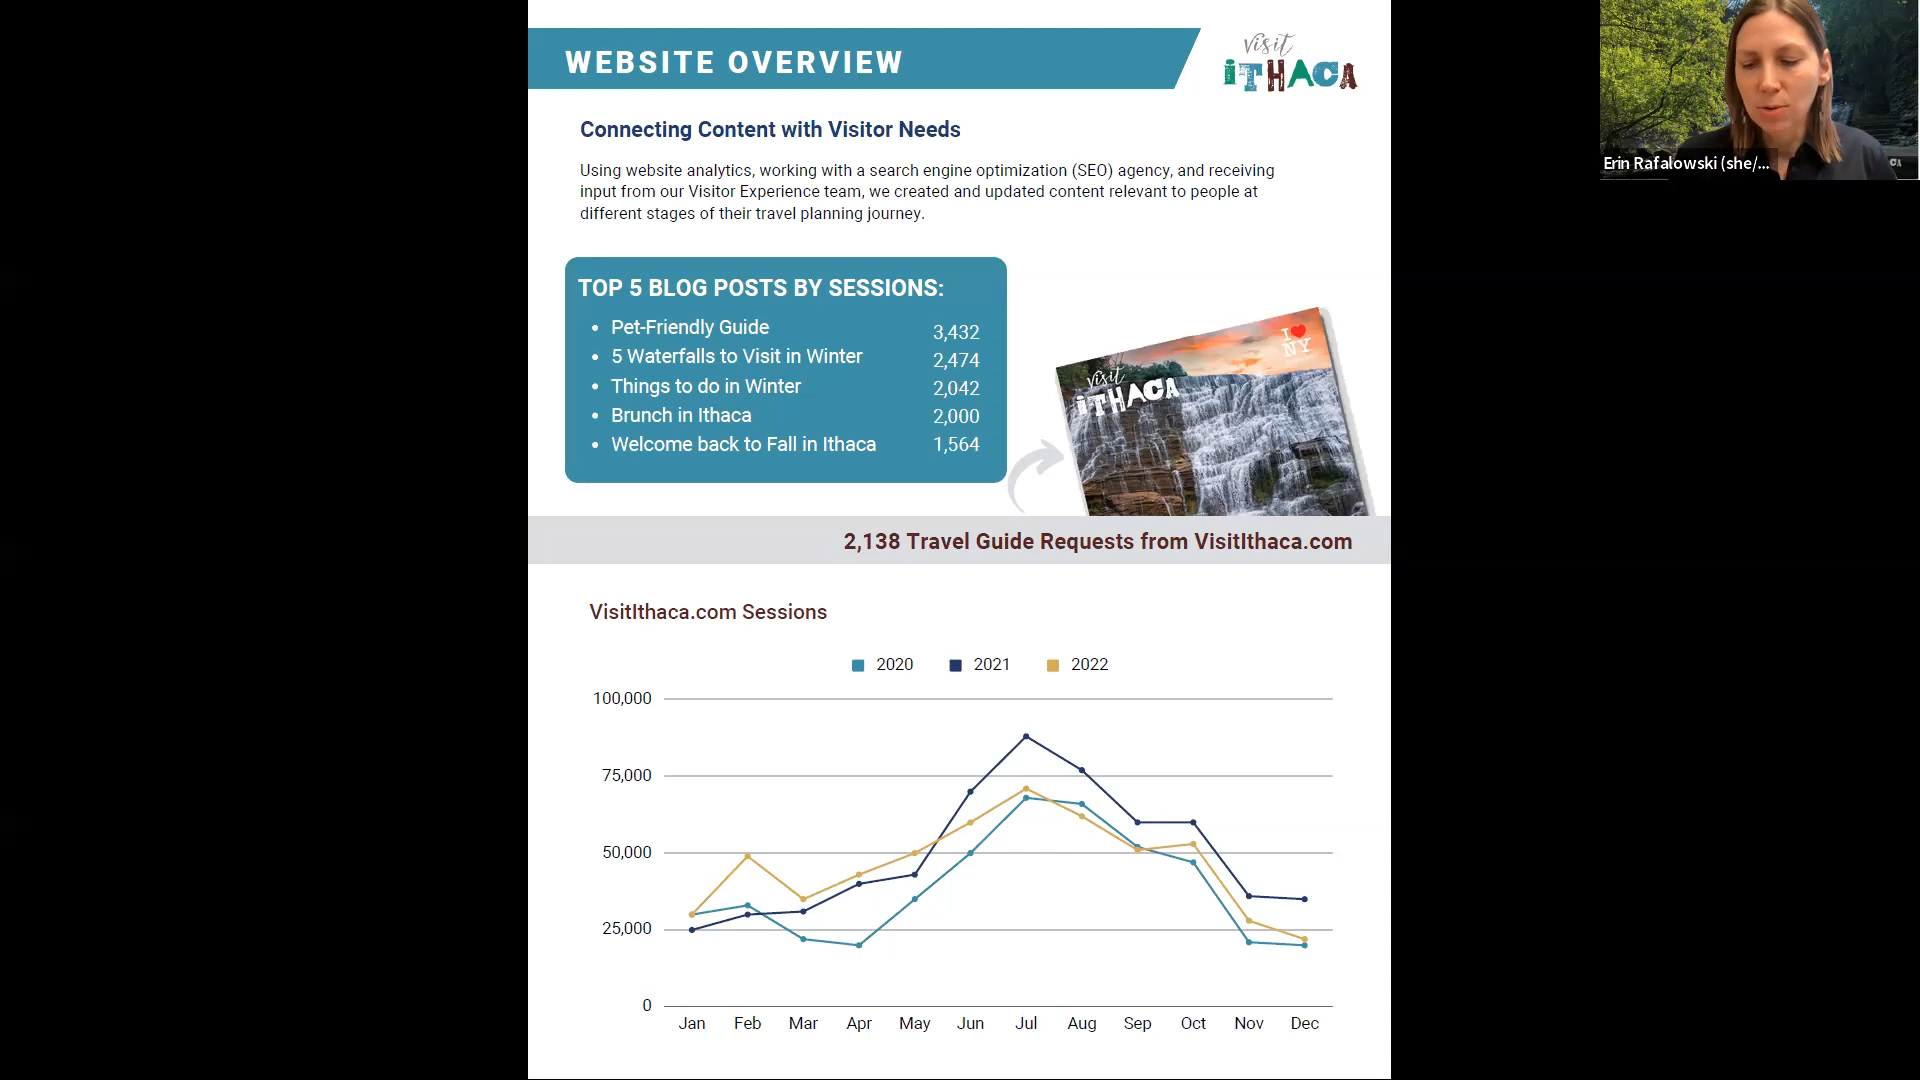 WEBSITE OVERVIEW
Visit
iTHACA
Connecting Content with Visitor Needs
Using website analytics, working with a search engine optimization (SEO) agency, and receiving
input from our Visitor Experience team, we created and updated content relevant to people at
different stages of their travel planning journey.
TOP 5 BLOG POSTS BY SESSIONS:
• Pet-Friendly Guide 3,432
• 5 Waterfalls to Visit in Winter 2,474
• Things to do in Winter 2,042
• Brunch in Ithaca 2,000
• Welcome back to Fall in Ithaca 1,564
I❤
NY
Visit
iTHACA
2,138 Travel Guide Requests from VisitIthaca.com
VisitIthaca.com Sessions
2020 2021 2022
100,000
75,000
50,000
25,000
0
Jan Feb Mar Apr May Jun Jul Aug Sep Oct Nov Dec
Erin Rafalowski (she/...